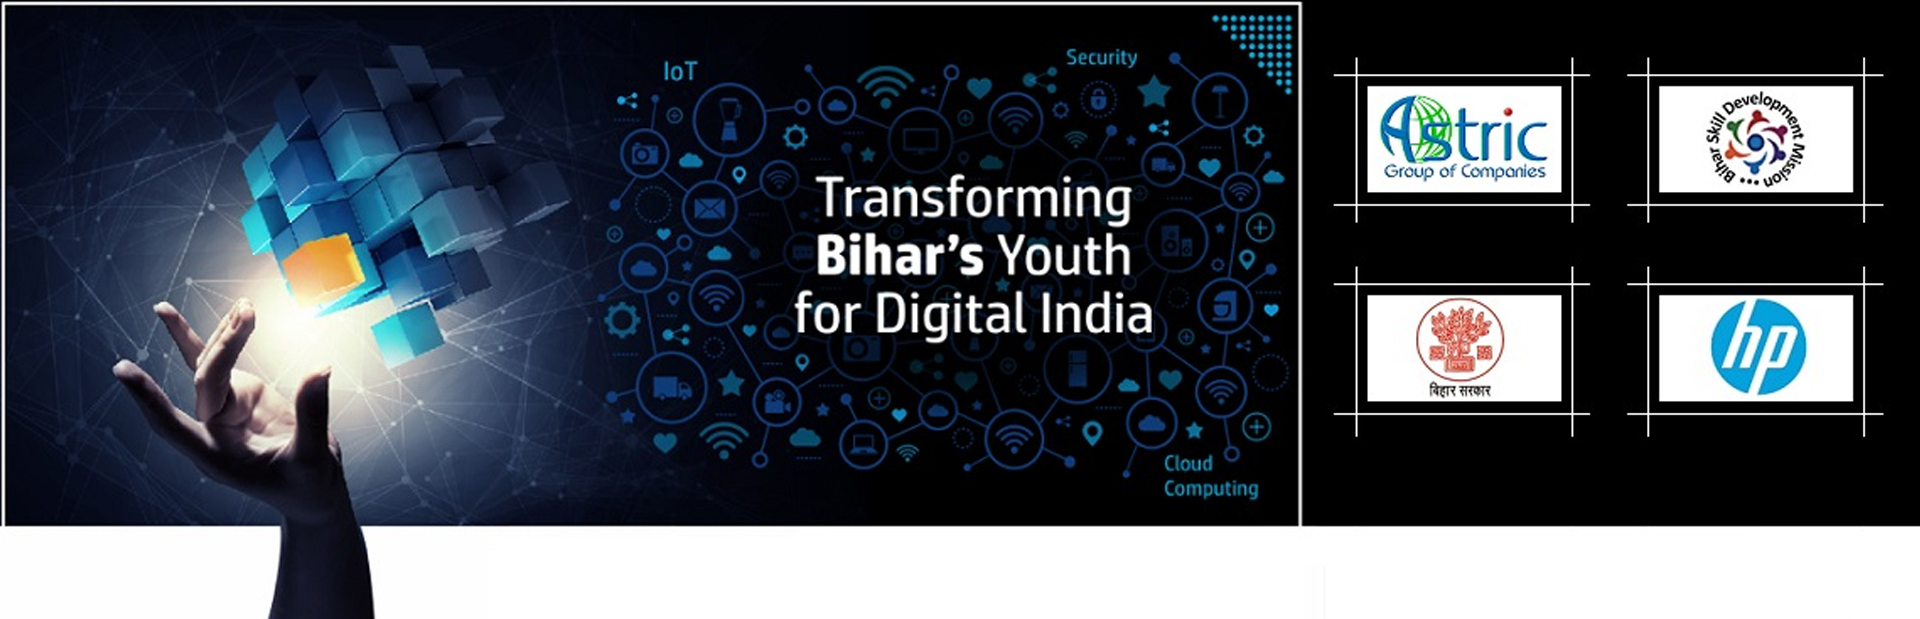 IoT
Security
Transforming
Bihar's Youth
for Digital India
Cloud
Computing
Astric
Group of Companies
Bihar Skill Development Mission
बिहार सरकार
hp